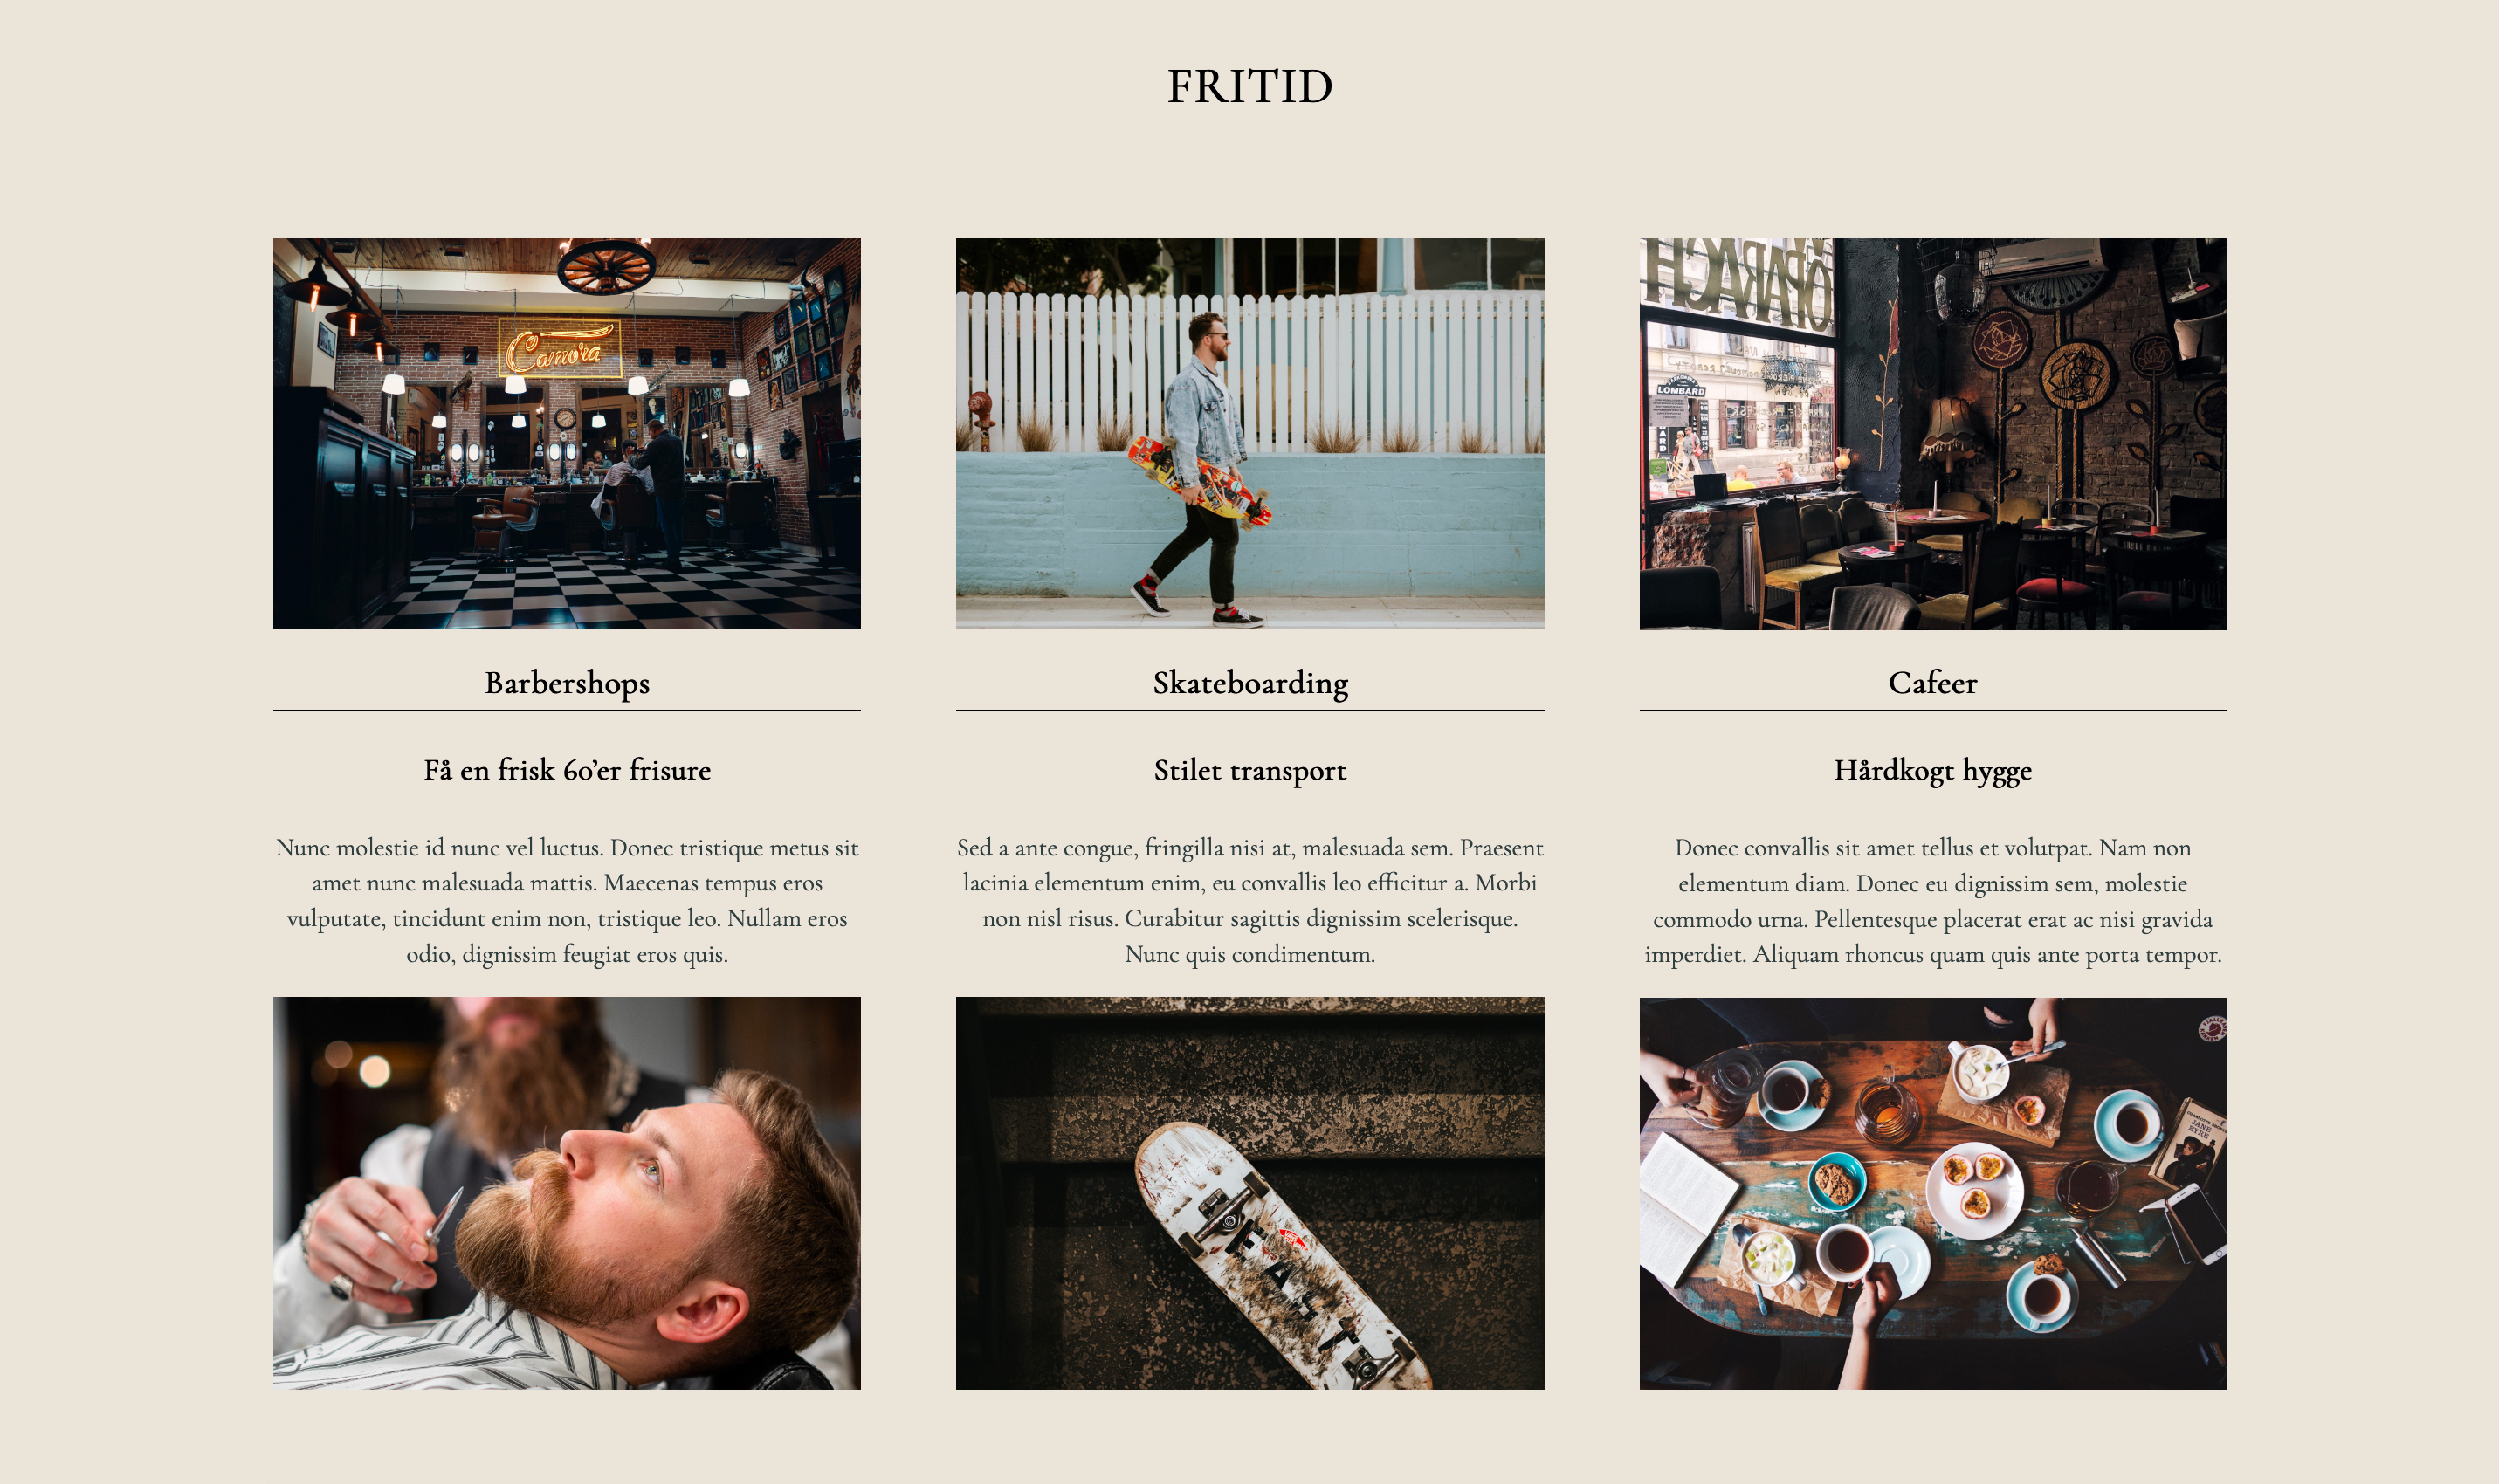 FRITID
Camora
LOMBARD
Barbershops
Få en frisk 60’er frisure
Nunc molestie id nunc vel luctus. Donec tristique metus sit
amet nunc malesuada mattis. Maecenas tempus eros
vulputate, tincidunt enim non, tristique leo. Nullam eros
odio, dignissim feugiat eros quis.
Skateboarding
Stilet transport
Sed a ante congue, fringilla nisi at, malesuada sem. Praesent
lacinia elementum enim, eu convallis leo efficitur a. Morbi
non nisl risus. Curabitur sagittis dignissim scelerisque.
Nunc quis condimentum.
Cafeer
Hårdkogt hygge
Donec convallis sit amet tellus et volutpat. Nam non
elementum diam. Donec eu dignissim sem, molestie
commodo urna. Pellentesque placerat erat ac nisi gravida
imperdiet. Aliquam rhoncus quam quis ante porta tempor.
JANE
EYRE